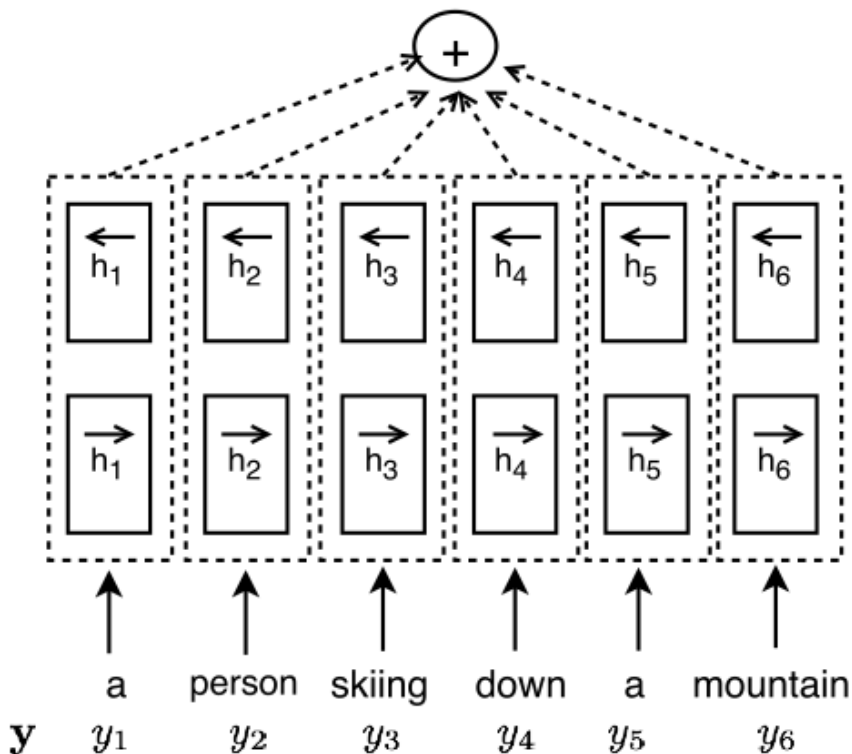 +
←h₁ ←h₂ ←h₃ ←h₄ ←h₅ ←h₆
→h₁ →h₂ →h₃ →h₄ →h₅ →h₆
a person skiing down a mountain
y y₁ y₂ y₃ y₄ y₅ y₆